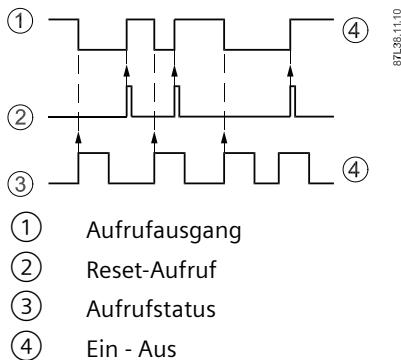 ① ④
87L38.11.10
②
③ ④
① Aufrufausgang
② Reset-Aufruf
③ Aufrufstatus
④ Ein - Aus